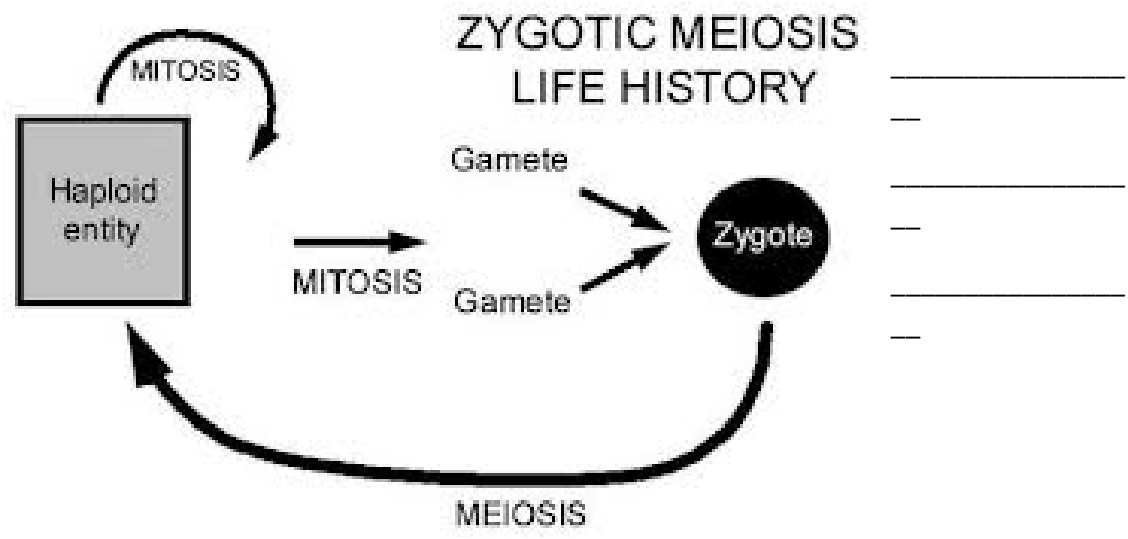 ZYGOTIC MEIOSIS
LIFE HISTORY
MITOSIS
Haploid
entity
Gamete
MITOSIS
Gamete
Zygote
MEIOSIS